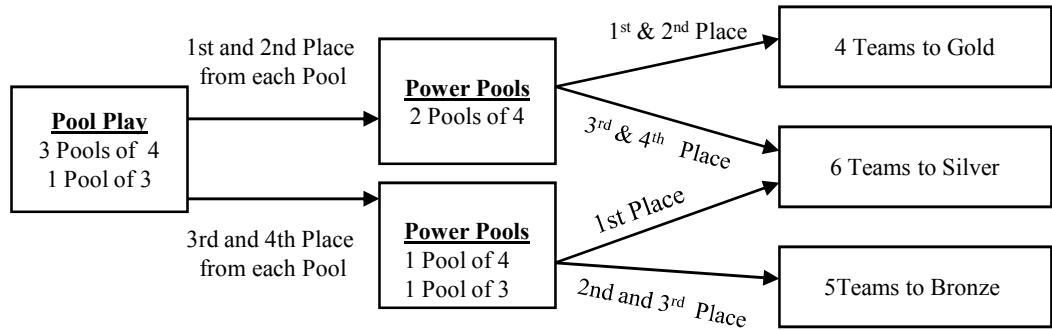 Pool Play
3 Pools of 4
1 Pool of 3
1st and 2nd Place
from each Pool
3rd and 4th Place
from each Pool
Power Pools
2 Pools of 4
Power Pools
1 Pool of 4
1 Pool of 3
1st & 2nd Place
3rd & 4th Place
1st Place
2nd and 3rd Place
4 Teams to Gold
6 Teams to Silver
5Teams to Bronze